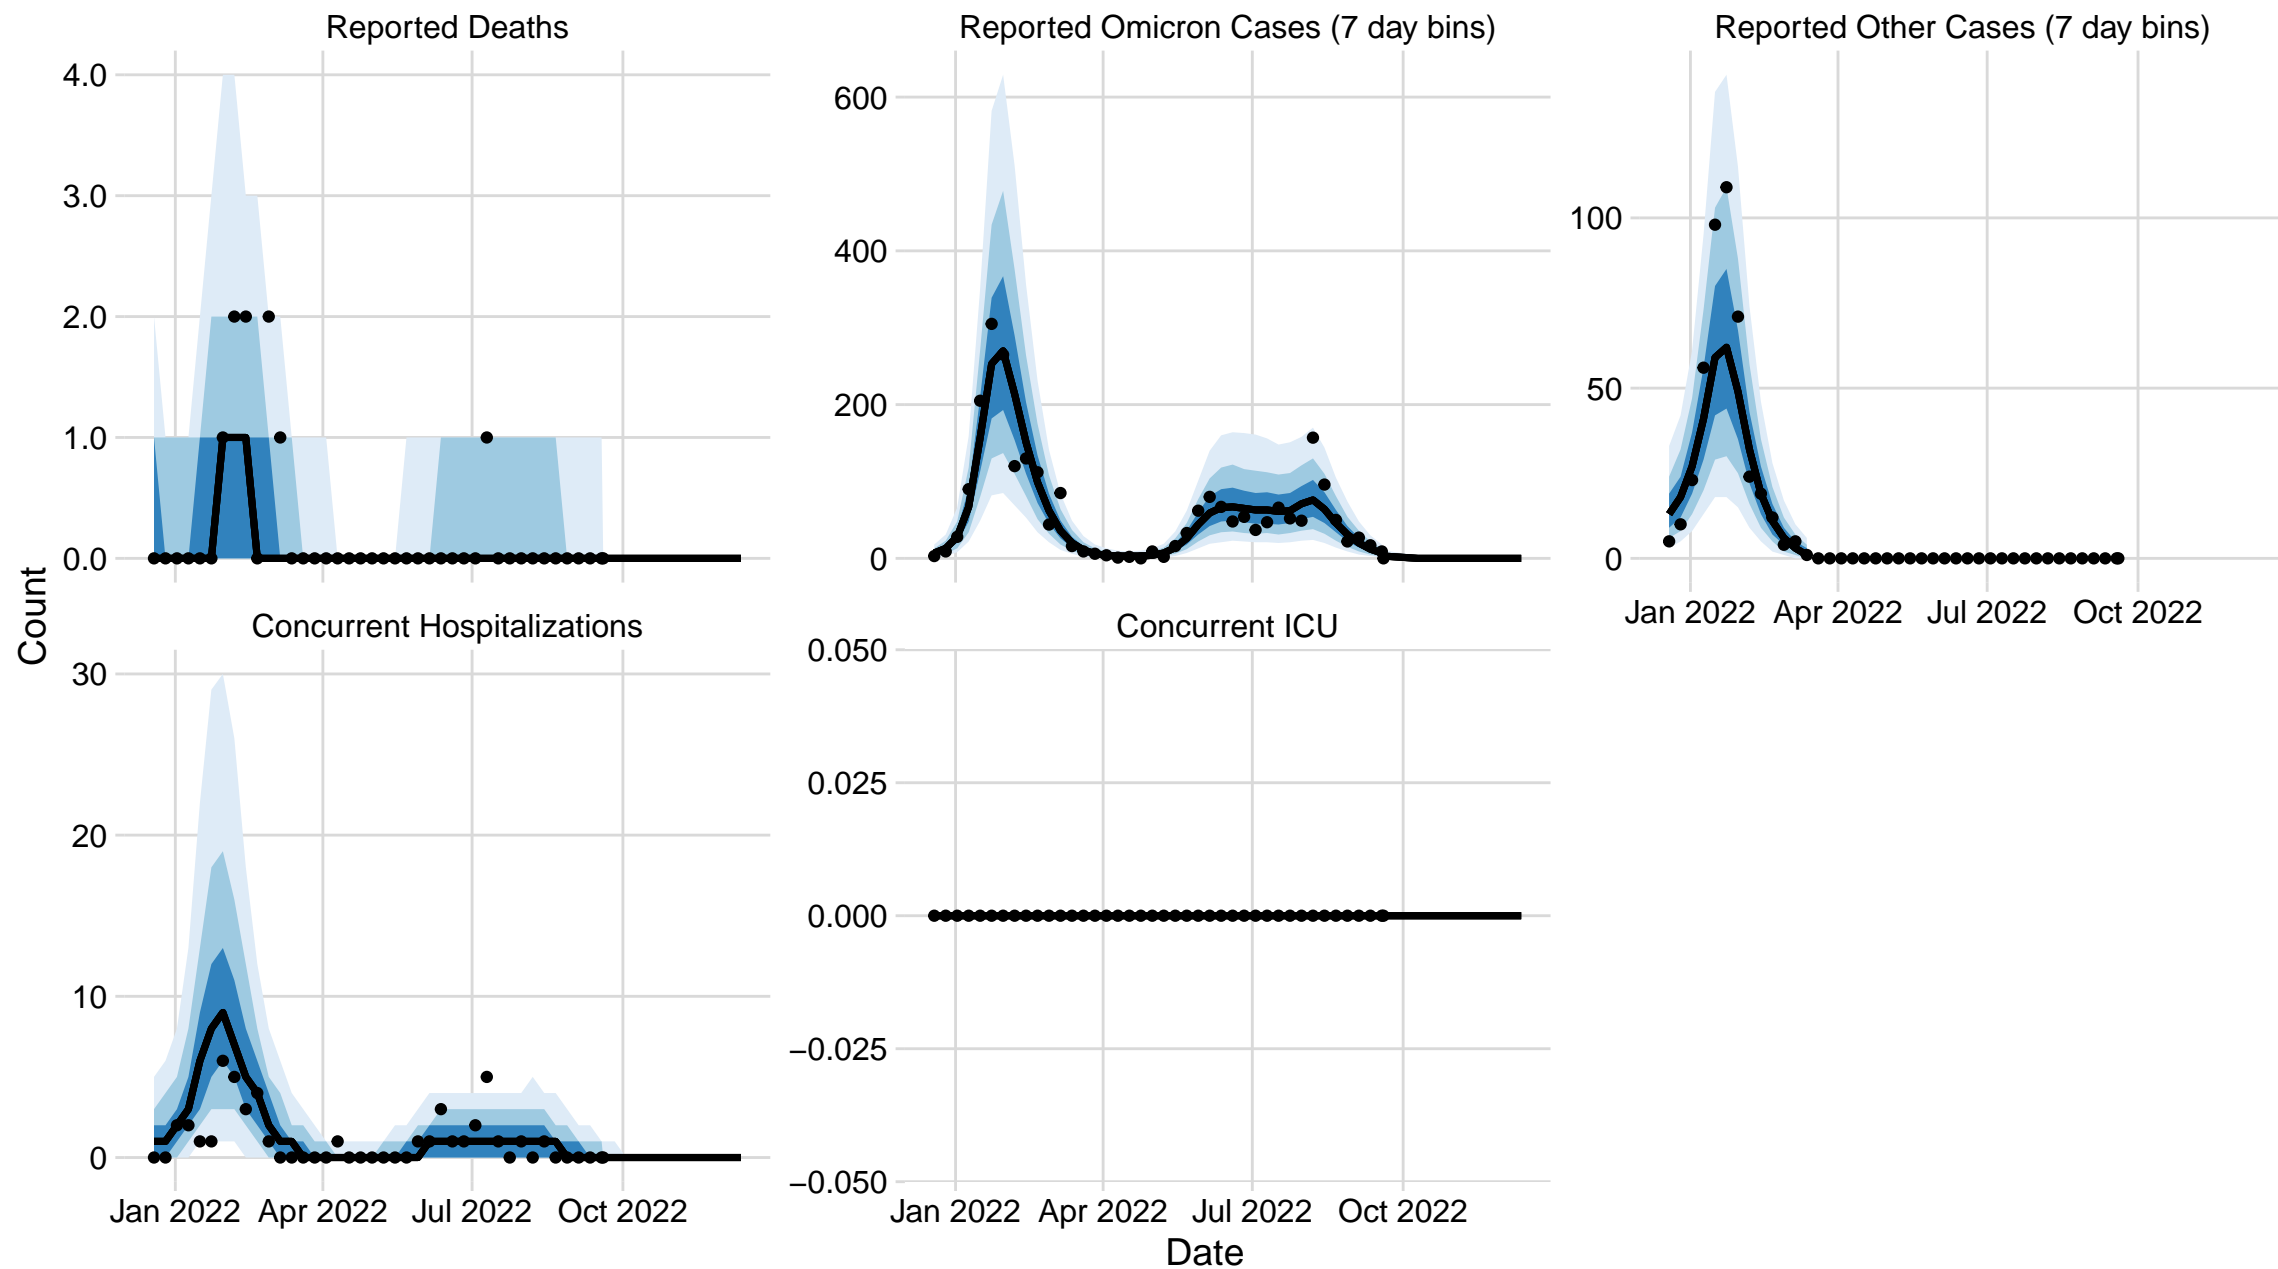 Reported Deaths
Reported Omicron Cases (7 day bins)
Reported Other Cases (7 day bins)
4.0
3.0
2.0
1.0
0.0
600
400
200
0
100
50
0
Jan 2022 Apr 2022 Jul 2022 Oct 2022
Count
Concurrent Hospitalizations
Concurrent ICU
30
20
10
0
0.050
0.025
0.000
−0.025
−0.050
Jan 2022 Apr 2022 Jul 2022 Oct 2022
Jan 2022 Apr 2022 Jul 2022 Oct 2022
Date